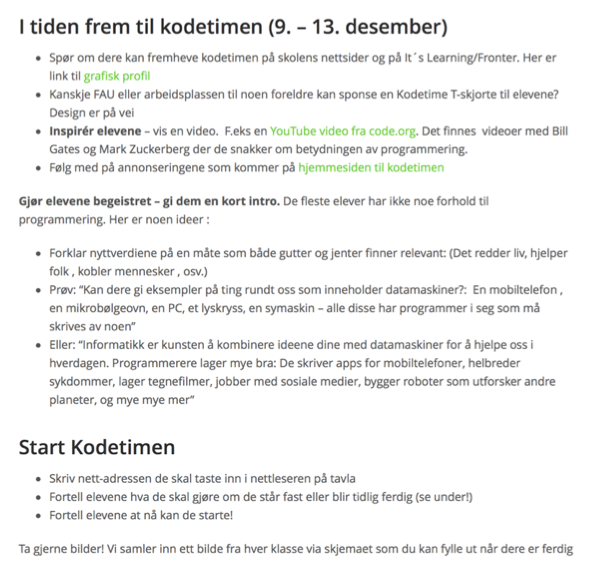 I tiden frem til kodetimen (9. – 13. desember)
• Spør om dere kan fremheve kodetimen på skolens nettsider og på It´s Learning/Fronter. Her er
link til grafisk profil
• Kanskje FAU eller arbeidsplassen til noen foreldre kan sponse en Kodetime T-skjorte til elevene?
Design er på vei
• Inspirér elevene – vis en video.  F.eks en YouTube video fra code.org. Det finnes  videoer med Bill
Gates og Mark Zuckerberg der de snakker om betydningen av programmering.
• Følg med på annonseringene som kommer på hjemmesiden til kodetimen
Gjør elevene begeistret – gi dem en kort intro. De fleste elever har ikke noe forhold til
programmering. Her er noen ideer :
• Forklar nyttverdiene på en måte som både gutter og jenter finner relevant: (Det redder liv, hjelper
folk , kobler mennesker , osv.)
• Prøv: “Kan dere gi eksempler på ting rundt oss som inneholder datamaskiner?:  En mobiltelefon ,
en mikrobølgeovn, en PC, et lyskryss, en symaskin – alle disse har programmer i seg som må
skrives av noen”
• Eller: “Informatikk er kunsten å kombinere ideene dine med datamaskiner for å hjelpe oss i
hverdagen. Programmerere lager mye bra: De skriver apps for mobiltelefoner, helbreder
sykdommer, lager tegnefilmer, jobber med sosiale medier, bygger roboter som utforsker andre
planeter, og mye mye mer”
Start Kodetimen
• Skriv nett-adressen de skal taste inn i nettleseren på tavla
• Fortell elevene hva de skal gjøre om de står fast eller blir tidlig ferdig (se under!)
• Fortell elevene at nå kan de starte!
Ta gjerne bilder! Vi samler inn ett bilde fra hver klasse via skjemaet som du kan fylle ut når dere er ferdig